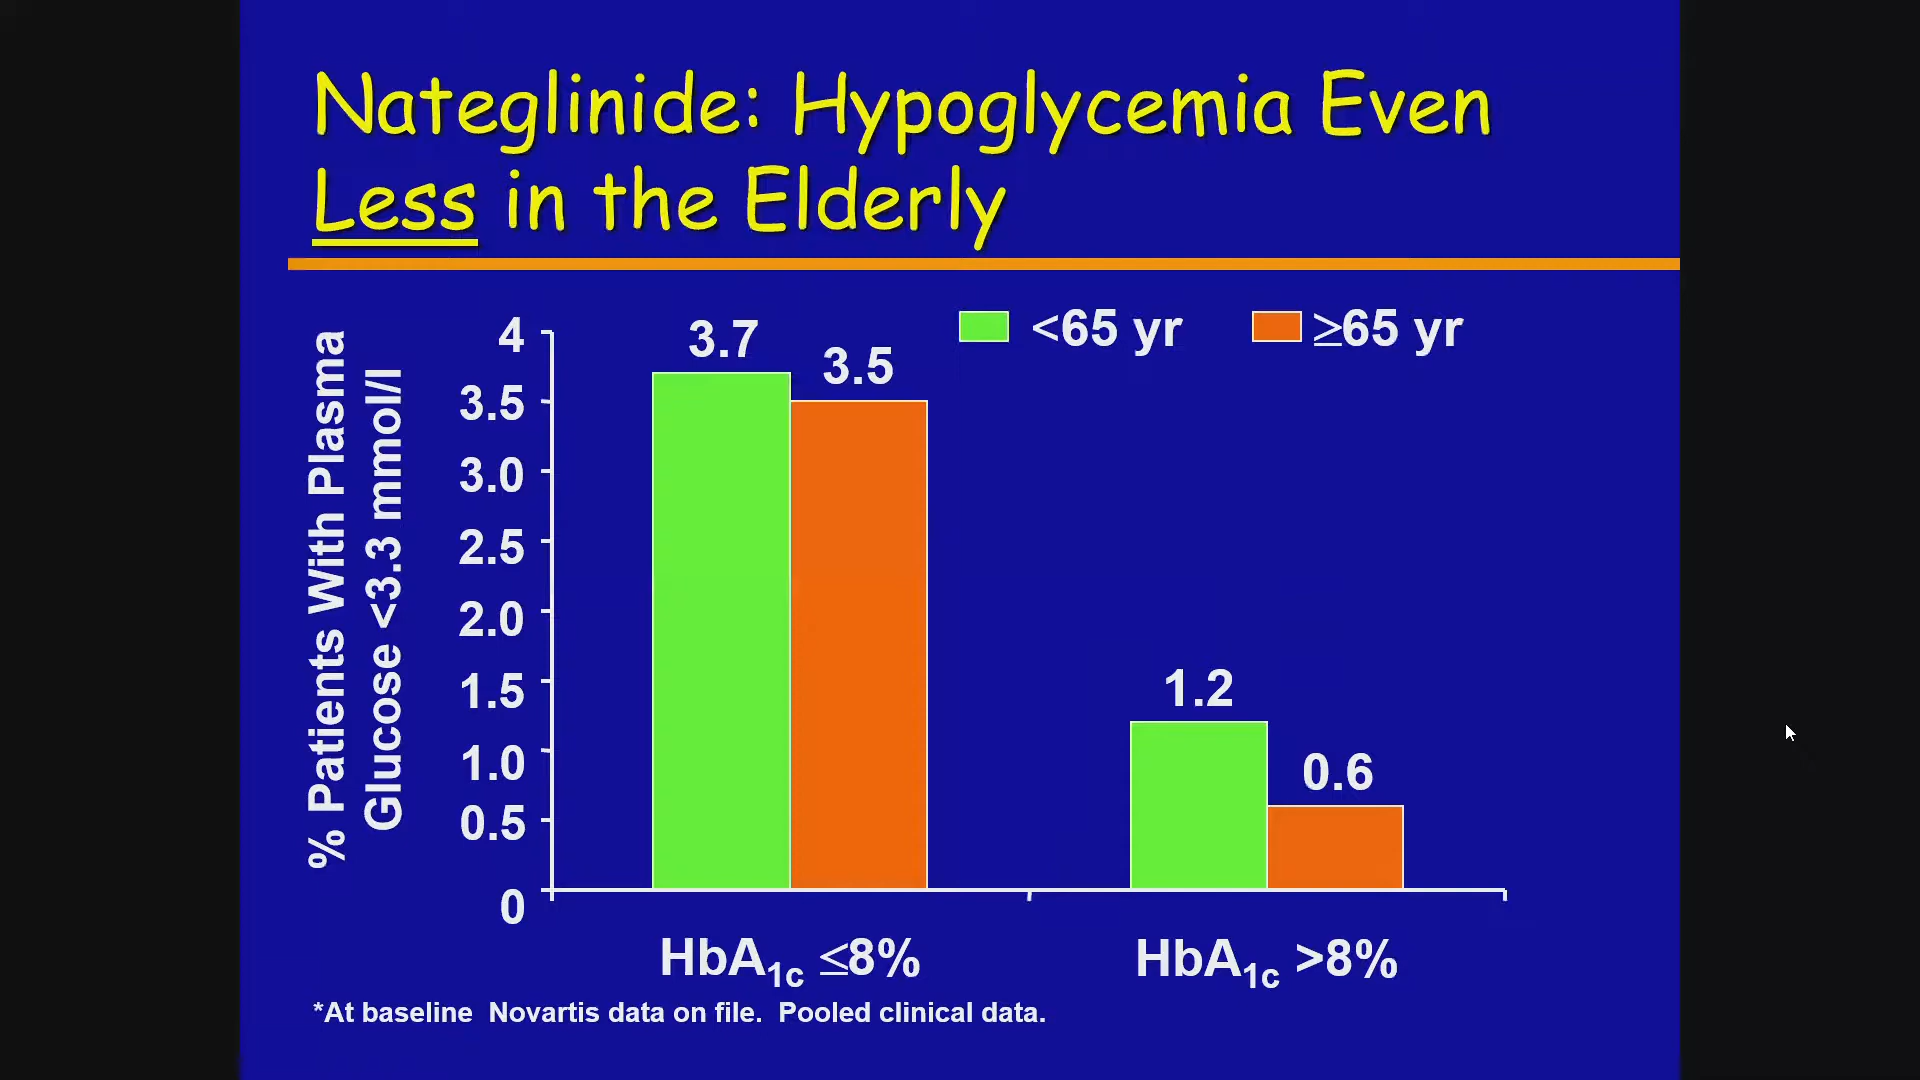 Nateglinide: Hypoglycemia Even
Less in the Elderly
<65 yr
≥65 yr
% Patients With Plasma
Glucose <3.3 mmol/l
4
3.5
3.0
2.5
2.0
1.5
1.0
0.5
0
3.7
3.5
1.2
0.6
HbA1c ≤8%
HbA1c >8%
*At baseline  Novartis data on file.  Pooled clinical data.